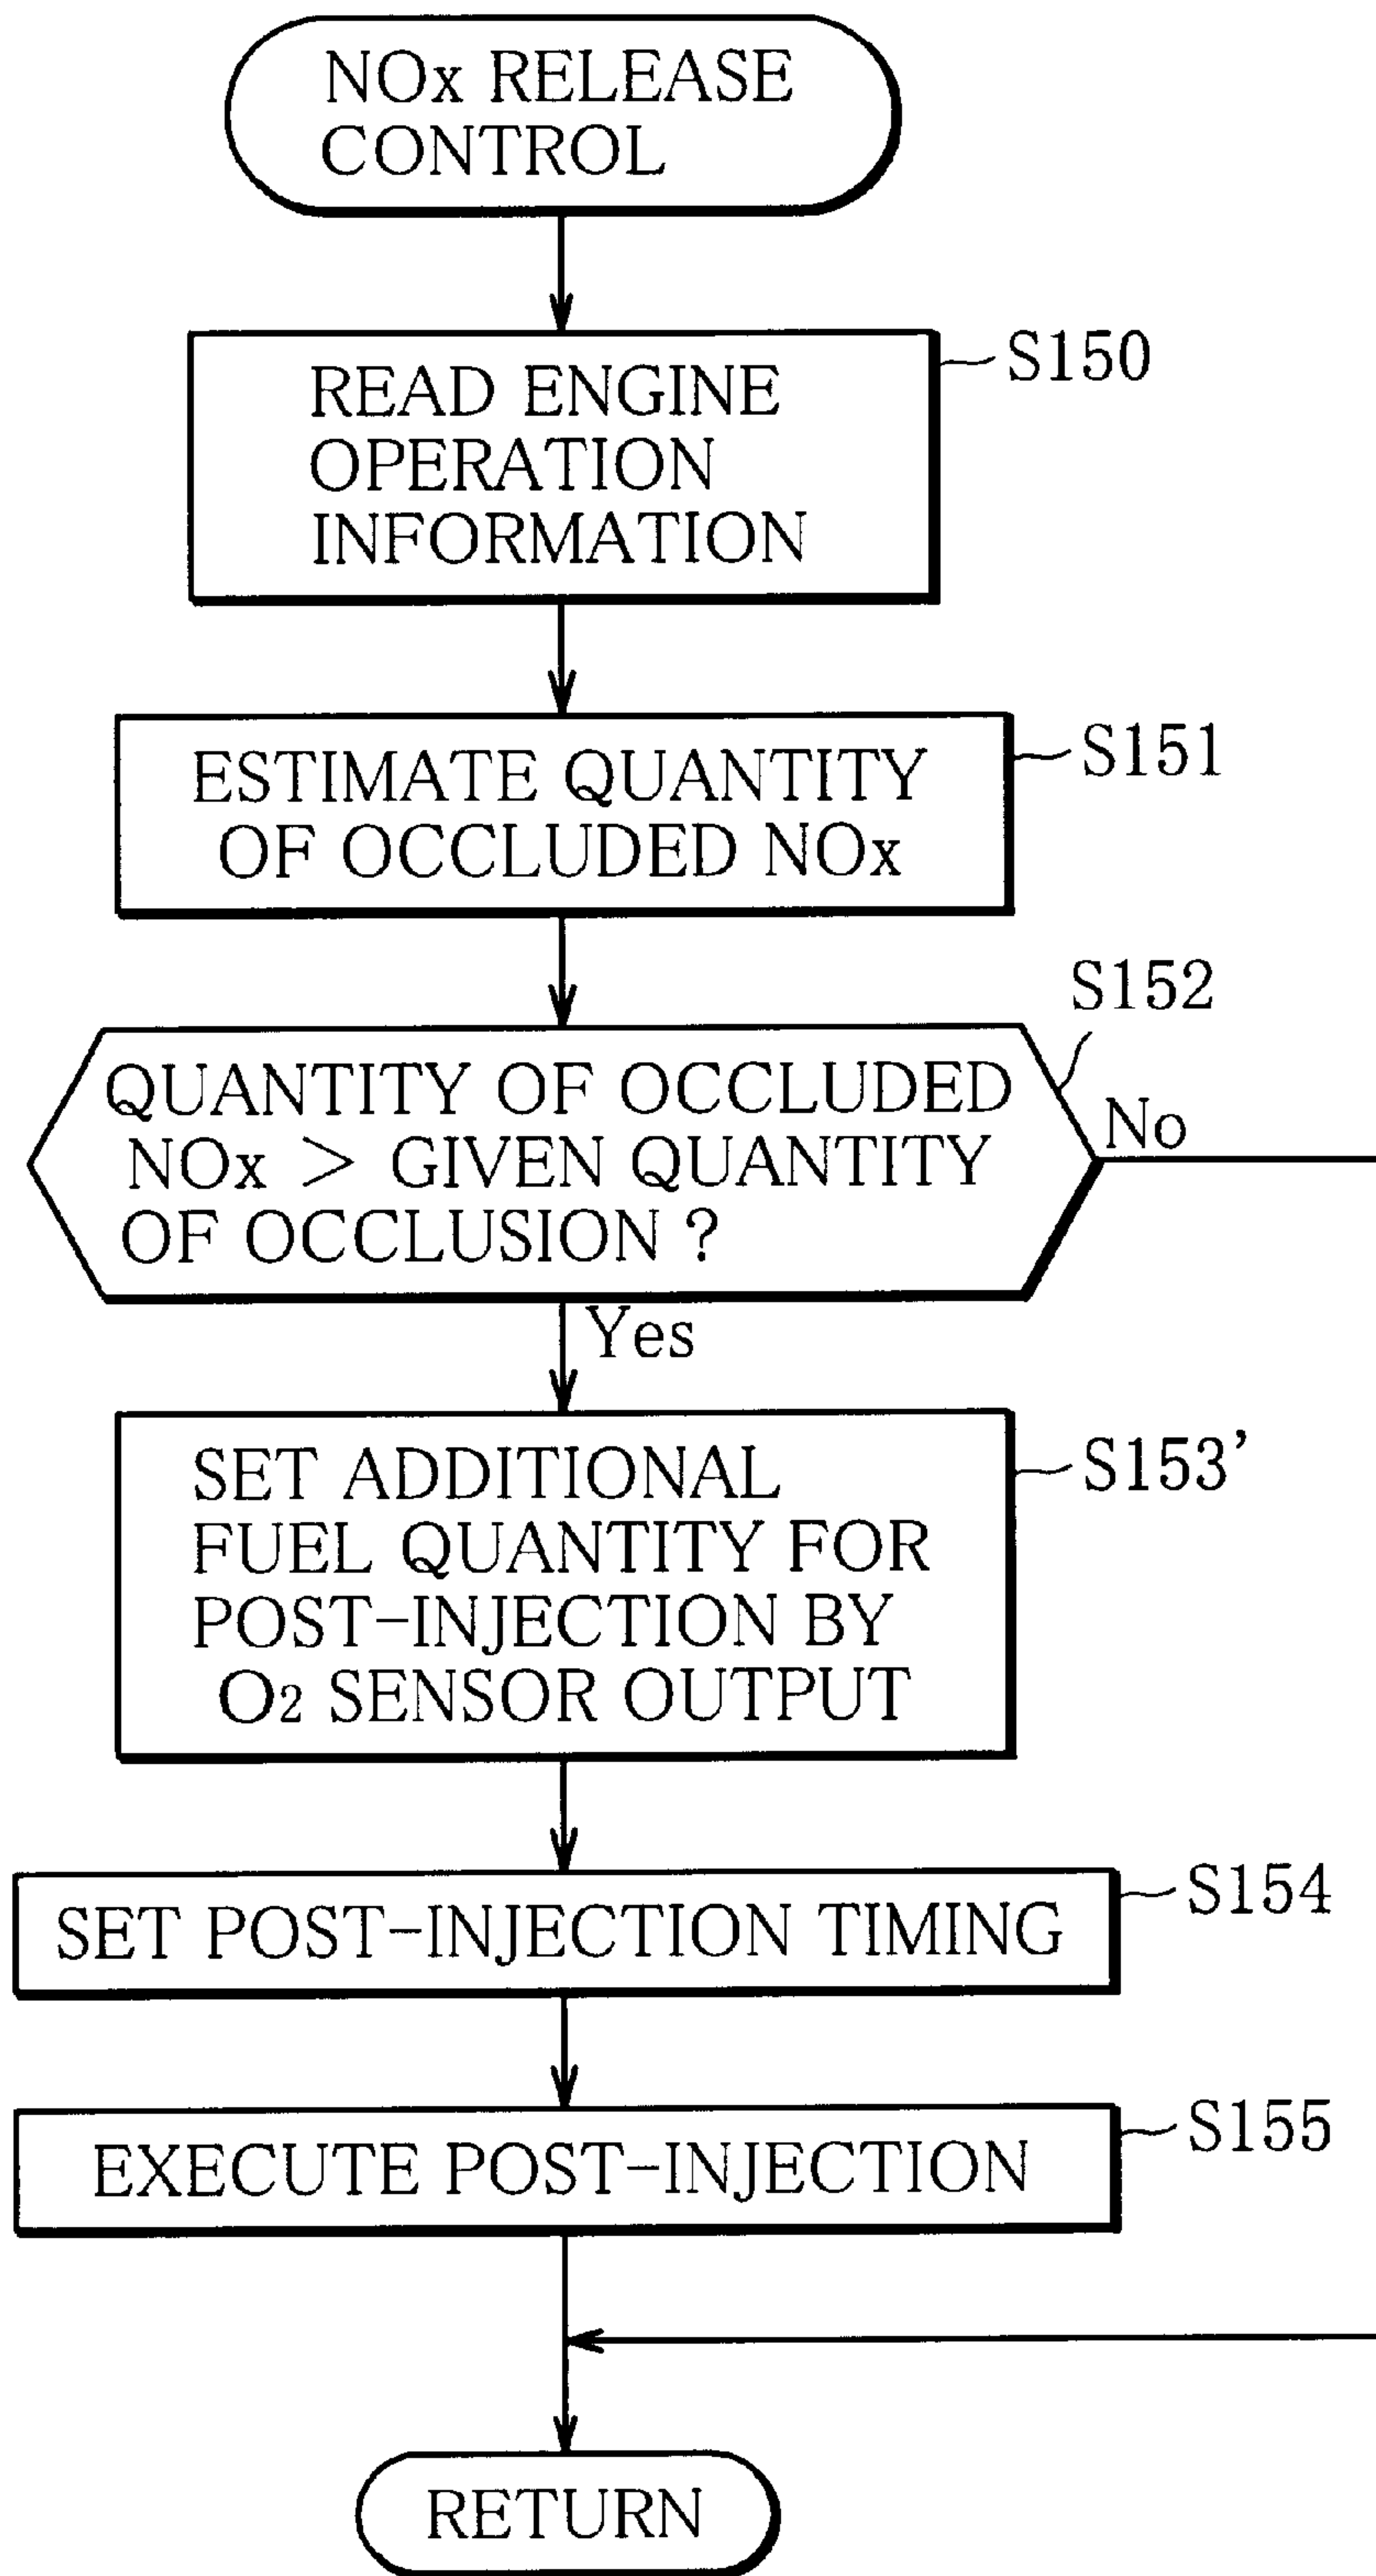 NOx RELEASE
CONTROL
S150
READ ENGINE
OPERATION
INFORMATION
S151
ESTIMATE QUANTITY
OF OCCLUDED NOx
S152
QUANTITY OF OCCLUDED
NOx > GIVEN QUANTITY
OF OCCLUSION ?
No
Yes
S153'
SET ADDITIONAL
FUEL QUANTITY FOR
POST-INJECTION BY
O2 SENSOR OUTPUT
S154
SET POST-INJECTION TIMING
S155
EXECUTE POST-INJECTION
RETURN